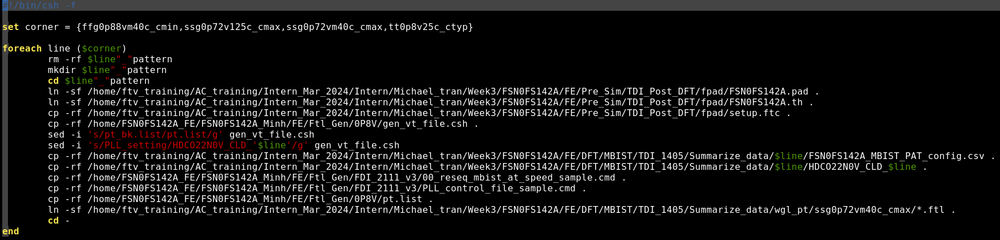 #!/bin/csh -f
set corner = {ffg0p88vm40c_cmin,ssg0p72v125c_cmax,ssg0p72vm40c_cmax,tt0p8v25c_ctyp}
foreach line ($corner)
rm -rf $line"_"pattern
mkdir $line"_"pattern
cd $line"_"pattern
ln -sf /home/ftv_training/AC_training/Intern_Mar_2024/Intern/Michael_tran/Week3/FSN0FS142A/FE/Pre_Sim/TDI_Post_DFT/fpad/FSN0FS142A.pad .
ln -sf /home/ftv_training/AC_training/Intern_Mar_2024/Intern/Michael_tran/Week3/FSN0FS142A/FE/Pre_Sim/TDI_Post_DFT/fpad/FSN0FS142A.th .
cp -rf /home/ftv_training/AC_training/Intern_Mar_2024/Intern/Michael_tran/Week3/FSN0FS142A/FE/Pre_Sim/TDI_Post_DFT/fpad/setup.ftc .
cp -rf /home/FSN0FS142A_FE/FSN0FS142A_Minh/FE/Ftl_Gen/0P8V/gen_vt_file.csh .
sed -i 's/pt_bk.list/pt.list/g' gen_vt_file.csh
sed -i 's/PLL_setting/HDCO22N0V_CLD_'$line'/g' gen_vt_file.csh
cp -rf /home/ftv_training/AC_training/Intern_Mar_2024/Intern/Michael_tran/Week3/FSN0FS142A/FE/DFT/MBIST/TDI_1405/Summarize_data/$line/FSN0FS142A_MBIST_PAT_config.csv .
cp -rf /home/ftv_training/AC_training/Intern_Mar_2024/Intern/Michael_tran/Week3/FSN0FS142A/FE/DFT/MBIST/TDI_1405/Summarize_data/$line/HDCO22N0V_CLD_$line .
cp -rf /home/FSN0FS142A_FE/FSN0FS142A_Minh/FE/Ftl_Gen/FDI_2111_v3/00_reseq_mbist_at_speed_sample.cmd .
cp -rf /home/FSN0FS142A_FE/FSN0FS142A_Minh/FE/Ftl_Gen/FDI_2111_v3/PLL_control_file_sample.cmd .
cp -rf /home/FSN0FS142A_FE/FSN0FS142A_Minh/FE/Ftl_Gen/0P8V/pt.list .
ln -sf /home/ftv_training/AC_training/Intern_Mar_2024/Intern/Michael_tran/Week3/FSN0FS142A/FE/DFT/MBIST/TDI_1405/Summarize_data/wgl_pt/ssg0p72vm40c_cmax/*.ftl .
cd -
end